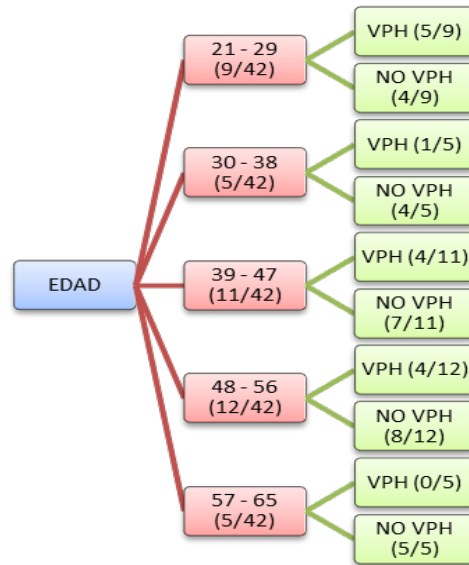 EDAD
21 - 29
(9/42)
VPH (5/9)
NO VPH
(4/9)
30 - 38
(5/42)
VPH (1/5)
NO VPH
(4/5)
39 - 47
(11/42)
VPH (4/11)
NO VPH
(7/11)
48 - 56
(12/42)
VPH (4/12)
NO VPH
(8/12)
57 - 65
(5/42)
VPH (0/5)
NO VPH
(5/5)